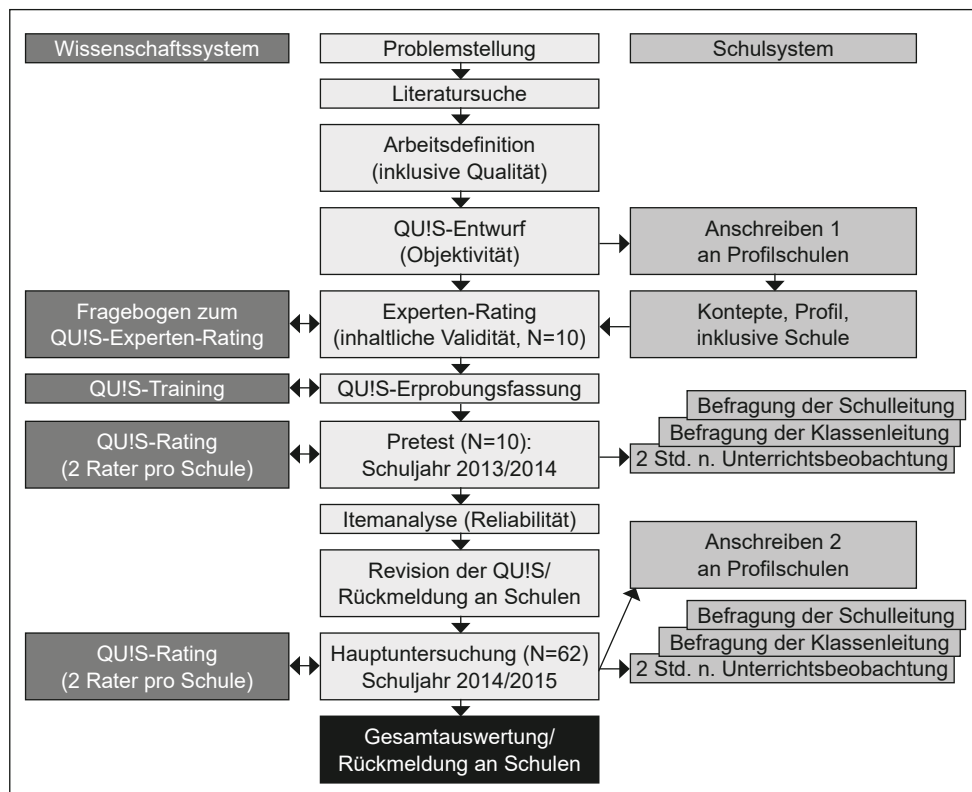 Wissenschaftssystem
Problemstellung
Schulsystem
Literatursuche
Arbeitsdefinition
(inklusive Qualität)
QU!S-Entwurf
(Objektivität)
Anschreiben 1
an Profilschulen
Fragebogen zum
QU!S-Experten-Rating
Experten-Rating
(inhaltliche Validität, N=10)
Kontepte, Profil,
inklusive Schule
QU!S-Training
QU!S-Erprobungsfassung
QU!S-Rating
(2 Rater pro Schule)
Pretest (N=10):
Schuljahr 2013/2014
Befragung der Schulleitung
Befragung der Klassenleitung
2 Std. n. Unterrichtsbeobachtung
Itemanalyse (Reliabilität)
Revision der QU!S/
Rückmeldung an Schulen
Anschreiben 2
an Profilschulen
QU!S-Rating
(2 Rater pro Schule)
Hauptuntersuchung (N=62)
Schuljahr 2014/2015
Befragung der Schulleitung
Befragung der Klassenleitung
2 Std. n. Unterrichtsbeobachtung
Gesamtauswertung/
Rückmeldung an Schulen